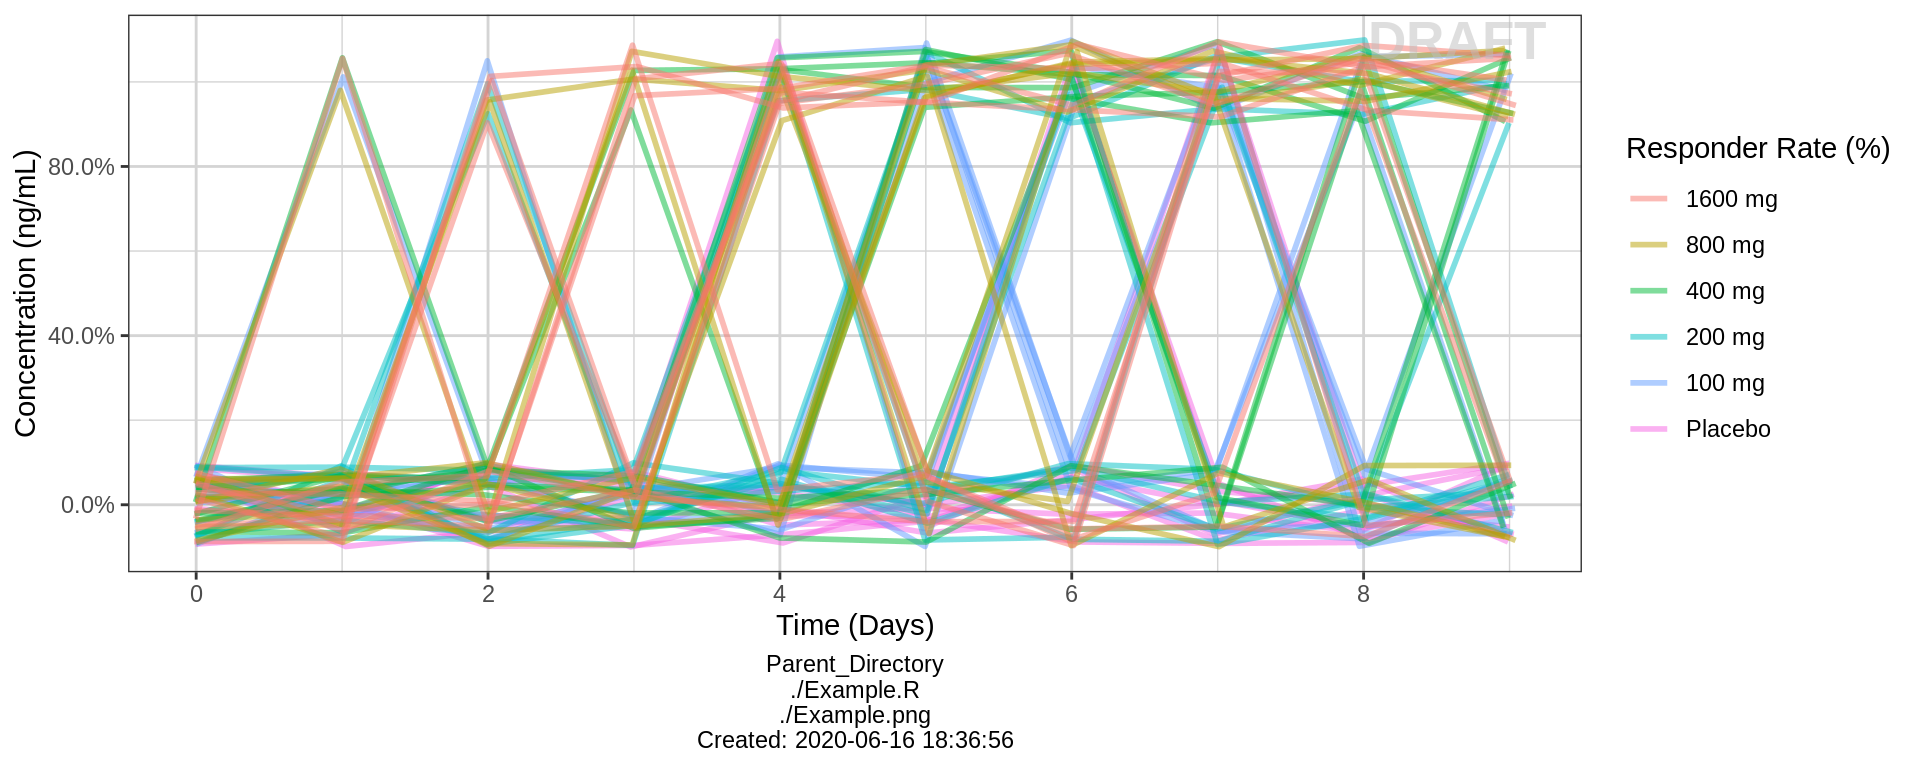 DRAFT
Concentration (ng/mL)
80.0%
40.0%
0.0%
0 2 4 6 8
Time (Days)
Parent_Directory
./Example.R
./Example.png
Created: 2020-06-16 18:36:56
Responder Rate (%)
1600 mg
800 mg
400 mg
200 mg
100 mg
Placebo